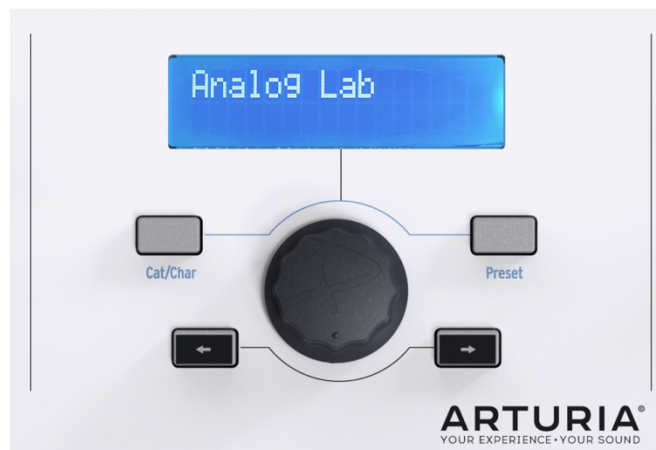 Analog Lab
Cat/Char
Preset
← →
ARTURIA®
YOUR EXPERIENCE • YOUR SOUND